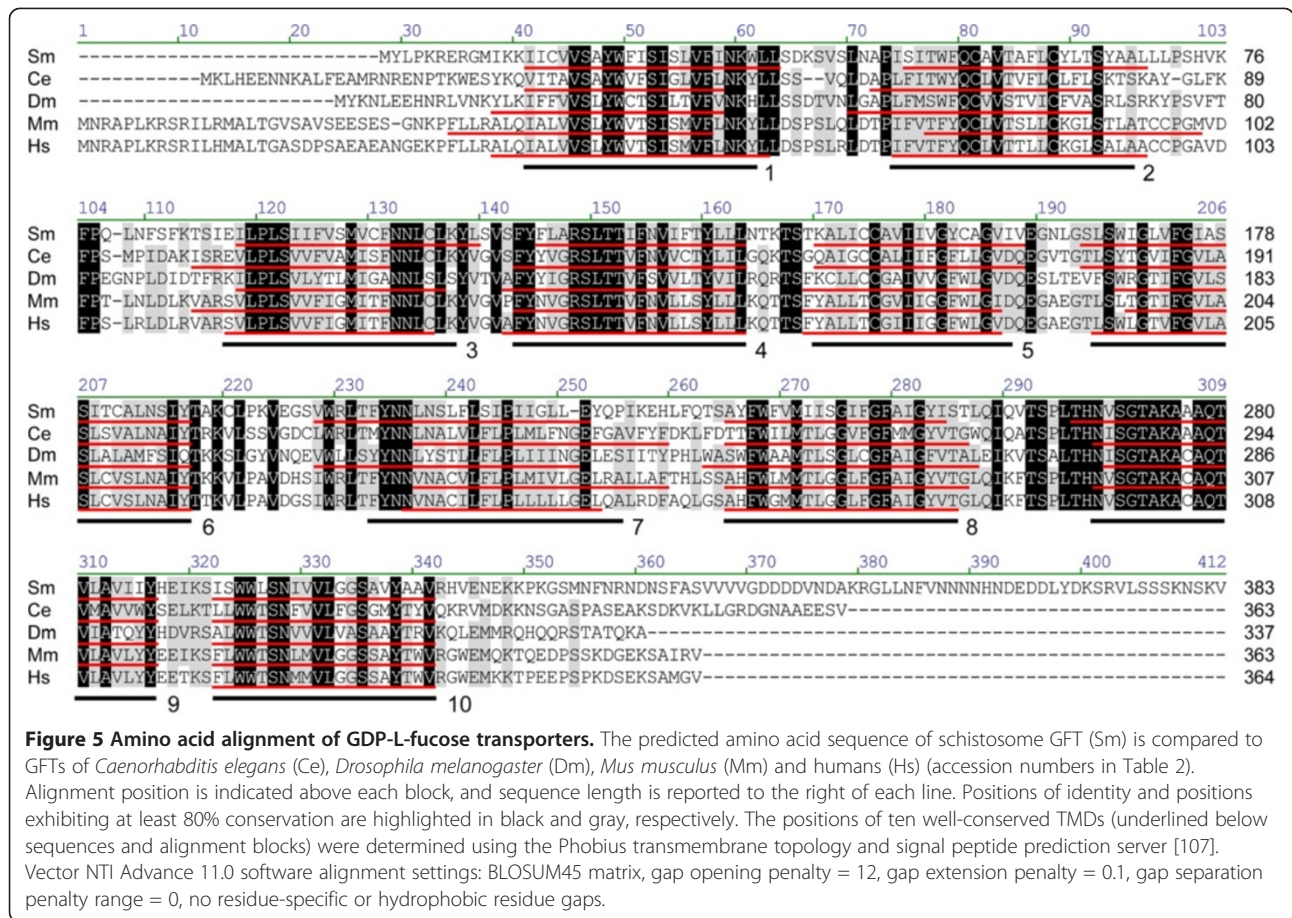 1 10 20 30 40 50 60 70 80 90 103
Sm ---------------------------MYLPKRERGMIKKIICVVSAYWFISISLVFINKWLLSDKSVSLNAPISITWFQCAVTAFLCYLTSYAALLLPSHVK 76
Ce -----------MKLHEENNKALFEAMRNRENPTKWESYKQVITAVSAYWVFSIGLVFLNKYLLSS--VQLDAPLFITWYQCLVTVFLCLFLSKTSKAY-GLFK 89
Dm -----------------------MYKNLEEHNRLVNKYLKIFFVVSLYWCTSILTVFVNKHLLSSDTVNLGAPLFMSWFQCVVSTVICFVASRLSRKYPSVFT 80
Mm MNRAPLKRSRILRMALTGVSAVSEESES-GNKPFLLRALQIALVVSLYWVTSISMVFLNKYLLDSPSLQLDTPIFVTFYQCLVTSLLCKGLSTLATCCPGMVD 102
Hs MNRAPLKRSRILHMALTGASDPSAEAEANGEKPFLLRALQIALVVSLYWVTSISMVFLNKYLLDSPSLRLDTPIFVTFYQCLVTTLLCKGLSALAACCPGAVD 103
1 2
104 110 120 130 140 150 160 170 180 190 206
Sm FPQ-LNFSFKTSIEILPLSIIFVSMVCFNNLCLKYLSVSFYFLARSLTTIFNVIFTYLLLNTKTSTKALICCAVIIVGYCAGVIVEGNLGSLSWIGLVFGIAS 178
Ce FPS-MPIDAKISREVLPLSVVFVAMISFNNLCLKYVGVSFYYVGRSLTTVFNVVCTYLILGQKTSGQAIGCCALIIFGFLLGVDQEGVTGTLSYTGVIFGVLA 191
Dm FPEGNPIDIDTFRKILPLSVLYTLMIGANNLSLSYVTVAFYYIGRSLTTVFSVVLTYVILRQRTSFKCLLCCGAIVVGFWLGVDQESLTEVFSWRGTIFGVLS 183
Mm FPT-LNLDLKVARSVLPLSVVFIGMITFNNLCLKYVGVPFYNVGRSLTTVFNVLLSYLLLKQTTSFYALLTCGVIIGGFWLGIDQEGAEGTLSLTGTIFGVLA 204
Hs FPS-LRLDLRVARSVLPLSVVFIGMITFNNLCLKYVGVAFYNVGRSLTTVFNVLLSYLLLKQTTSFYALLTCGIIIGGFWLGVDQEGAEGTLSWLGTVFGVLA 205
3 4 5
207 220 230 240 250 260 270 280 290 309
Sm SITCALNSIYTAKCLPKVEGSVWRLTFYNNLNSLFLSIPIIGLL-EYQPIKEHLFQTSAYFWFVMIISGIFGFAIGYISTLQIQVTSPLTHNVSGTAKAAAQT 280
Ce SLSVALNAIYTRKVLSSVGDCLWRLTMYNNLNALVLFLPLMLFNGEFGAVFYFDKLFDTTFWILMTLGGVFGFMMGYVTGWQIQATSPLTHNISGTAKAAAQT 294
Dm SLALAMFSIQTKKSLGYVNQEVWLLSYYNNLYSTLLFLPLIIINGELESIITYPHLWASWFWAAMTLSGLCGFAIGFVTALEIKVTSALTHNISGTAKAAAQT 286
Mm SLCVSLNAIYTKKVLPAVDHSIWRLTFYNNVNACVLFLPLMIVLGELRALLAFTHLSSAHFWLMMTLGGLFGFAIGYVTGLQIKFTSPLTHNVSGTAKACAQT 307
Hs SLCVSLNAIYTTKVLPAVDGSIWRLTFYNNVNACILFLPLLLLLGELQALRDFAQLGSAHFWGMMTLGGLFGFAIGYVTGLQIKFTSPLTHNVSGTAKACAQT 308
6 7 8
310 320 330 340 350 360 370 380 390 400 412
Sm VLAVIIYHEIKSISWWLSNIVVLGGSAVYAAVRHVENEKKPKGSMNFNRNDNSFASVVVVGDDDDVNDAKRGLLNFVNNNNHNDEDDLYDKSRVLSSSKNSKV 383
Ce VMAVVWYSELKTLLWWTSNFVVLFGSGMYTYVQKRVMDKKNSGASPASEAKSDKVKLLGRDGNAAEESV---------------------------------- 363
Dm VIATQYYHDVRSALWWTSNVVVLVASAAYTRVKQLEMMRQHQQRSTATQKA---------------------------------------------------- 337
Mm VLAVLYYEEIKSFLWWTSNLMVLGGSSAYTWVRGWEMQKTQEDPSSKDGEKSAIRV----------------------------------------------- 363
Hs VLAVLYYEETKSFLWWTSNMMVLGGSSAYTWVRGWEMKKTPEEPSPKDSEKSAMGV----------------------------------------------- 364
9 10
Figure 5 Amino acid alignment of GDP-L-fucose transporters. The predicted amino acid sequence of schistosome GFT (Sm) is compared to
GFTs of Caenorhabditis elegans (Ce), Drosophila melanogaster (Dm), Mus musculus (Mm) and humans (Hs) (accession numbers in Table 2).
Alignment position is indicated above each block, and sequence length is reported to the right of each line. Positions of identity and positions
exhibiting at least 80% conservation are highlighted in black and gray, respectively. The positions of ten well-conserved TMDs (underlined below
sequences and alignment blocks) were determined using the Phobius transmembrane topology and signal peptide prediction server [107].
Vector NTI Advance 11.0 software alignment settings: BLOSUM45 matrix, gap opening penalty = 12, gap extension penalty = 0.1, gap separation
penalty range = 0, no residue-specific or hydrophobic residue gaps.